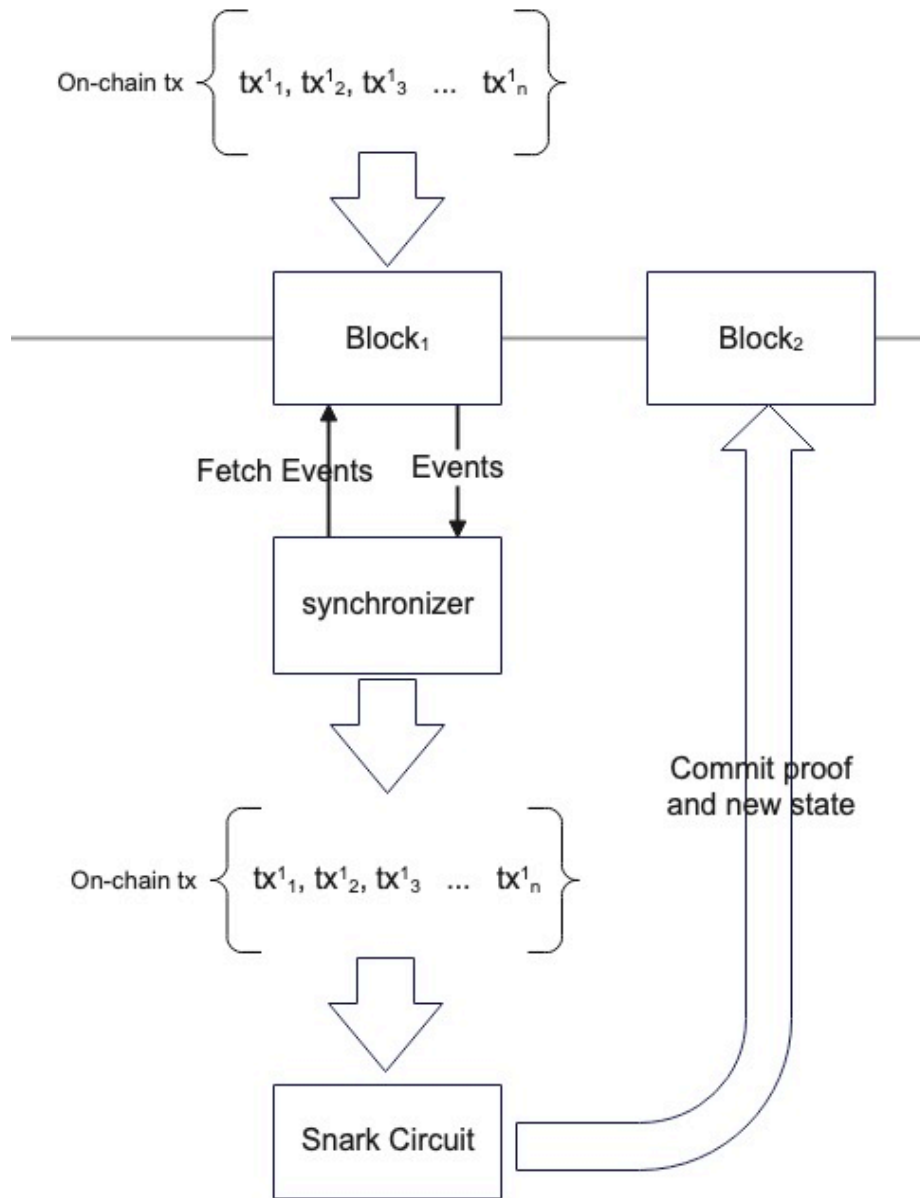 On-chain tx { tx¹₁, tx¹₂, tx¹₃ ... tx¹ₙ }
Block₁
Block₂
Fetch Events
Events
synchronizer
Commit proof
and new state
On-chain tx { tx¹₁, tx¹₂, tx¹₃ ... tx¹ₙ }
Snark Circuit